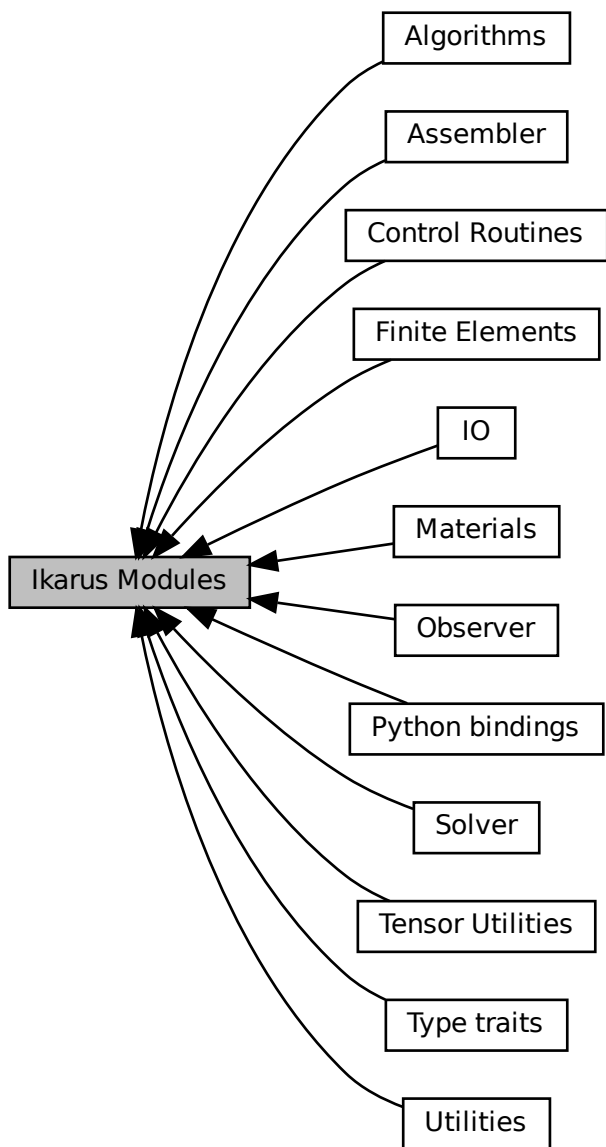 Algorithms
Assembler
Control Routines
Finite Elements
IO
Materials
Ikarus Modules
Observer
Python bindings
Solver
Tensor Utilities
Type traits
Utilities